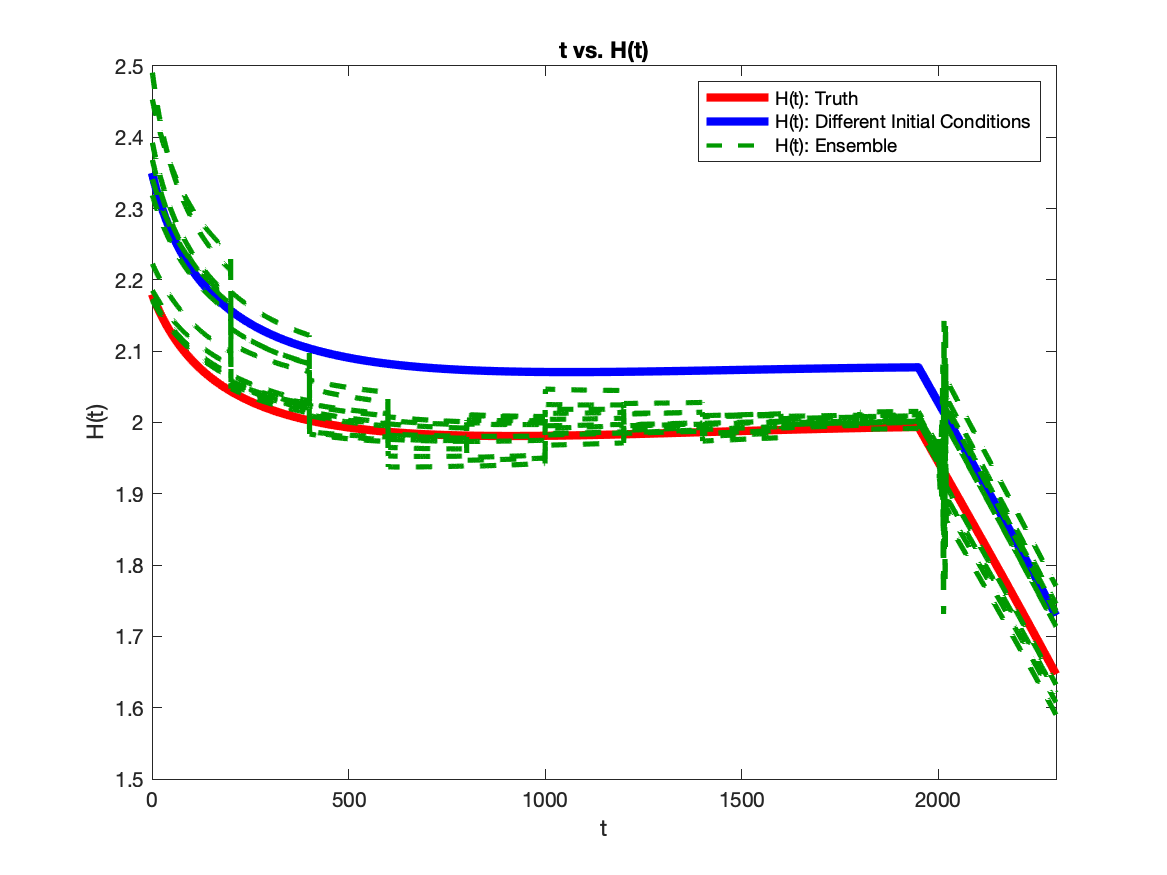 t vs. H(t)
2.5
2.4
2.3
2.2
2.1
2
1.9
1.8
1.7
1.6
1.5
H(t)
H(t): Truth
H(t): Different Initial Conditions
H(t): Ensemble
0 500 1000 1500 2000
t